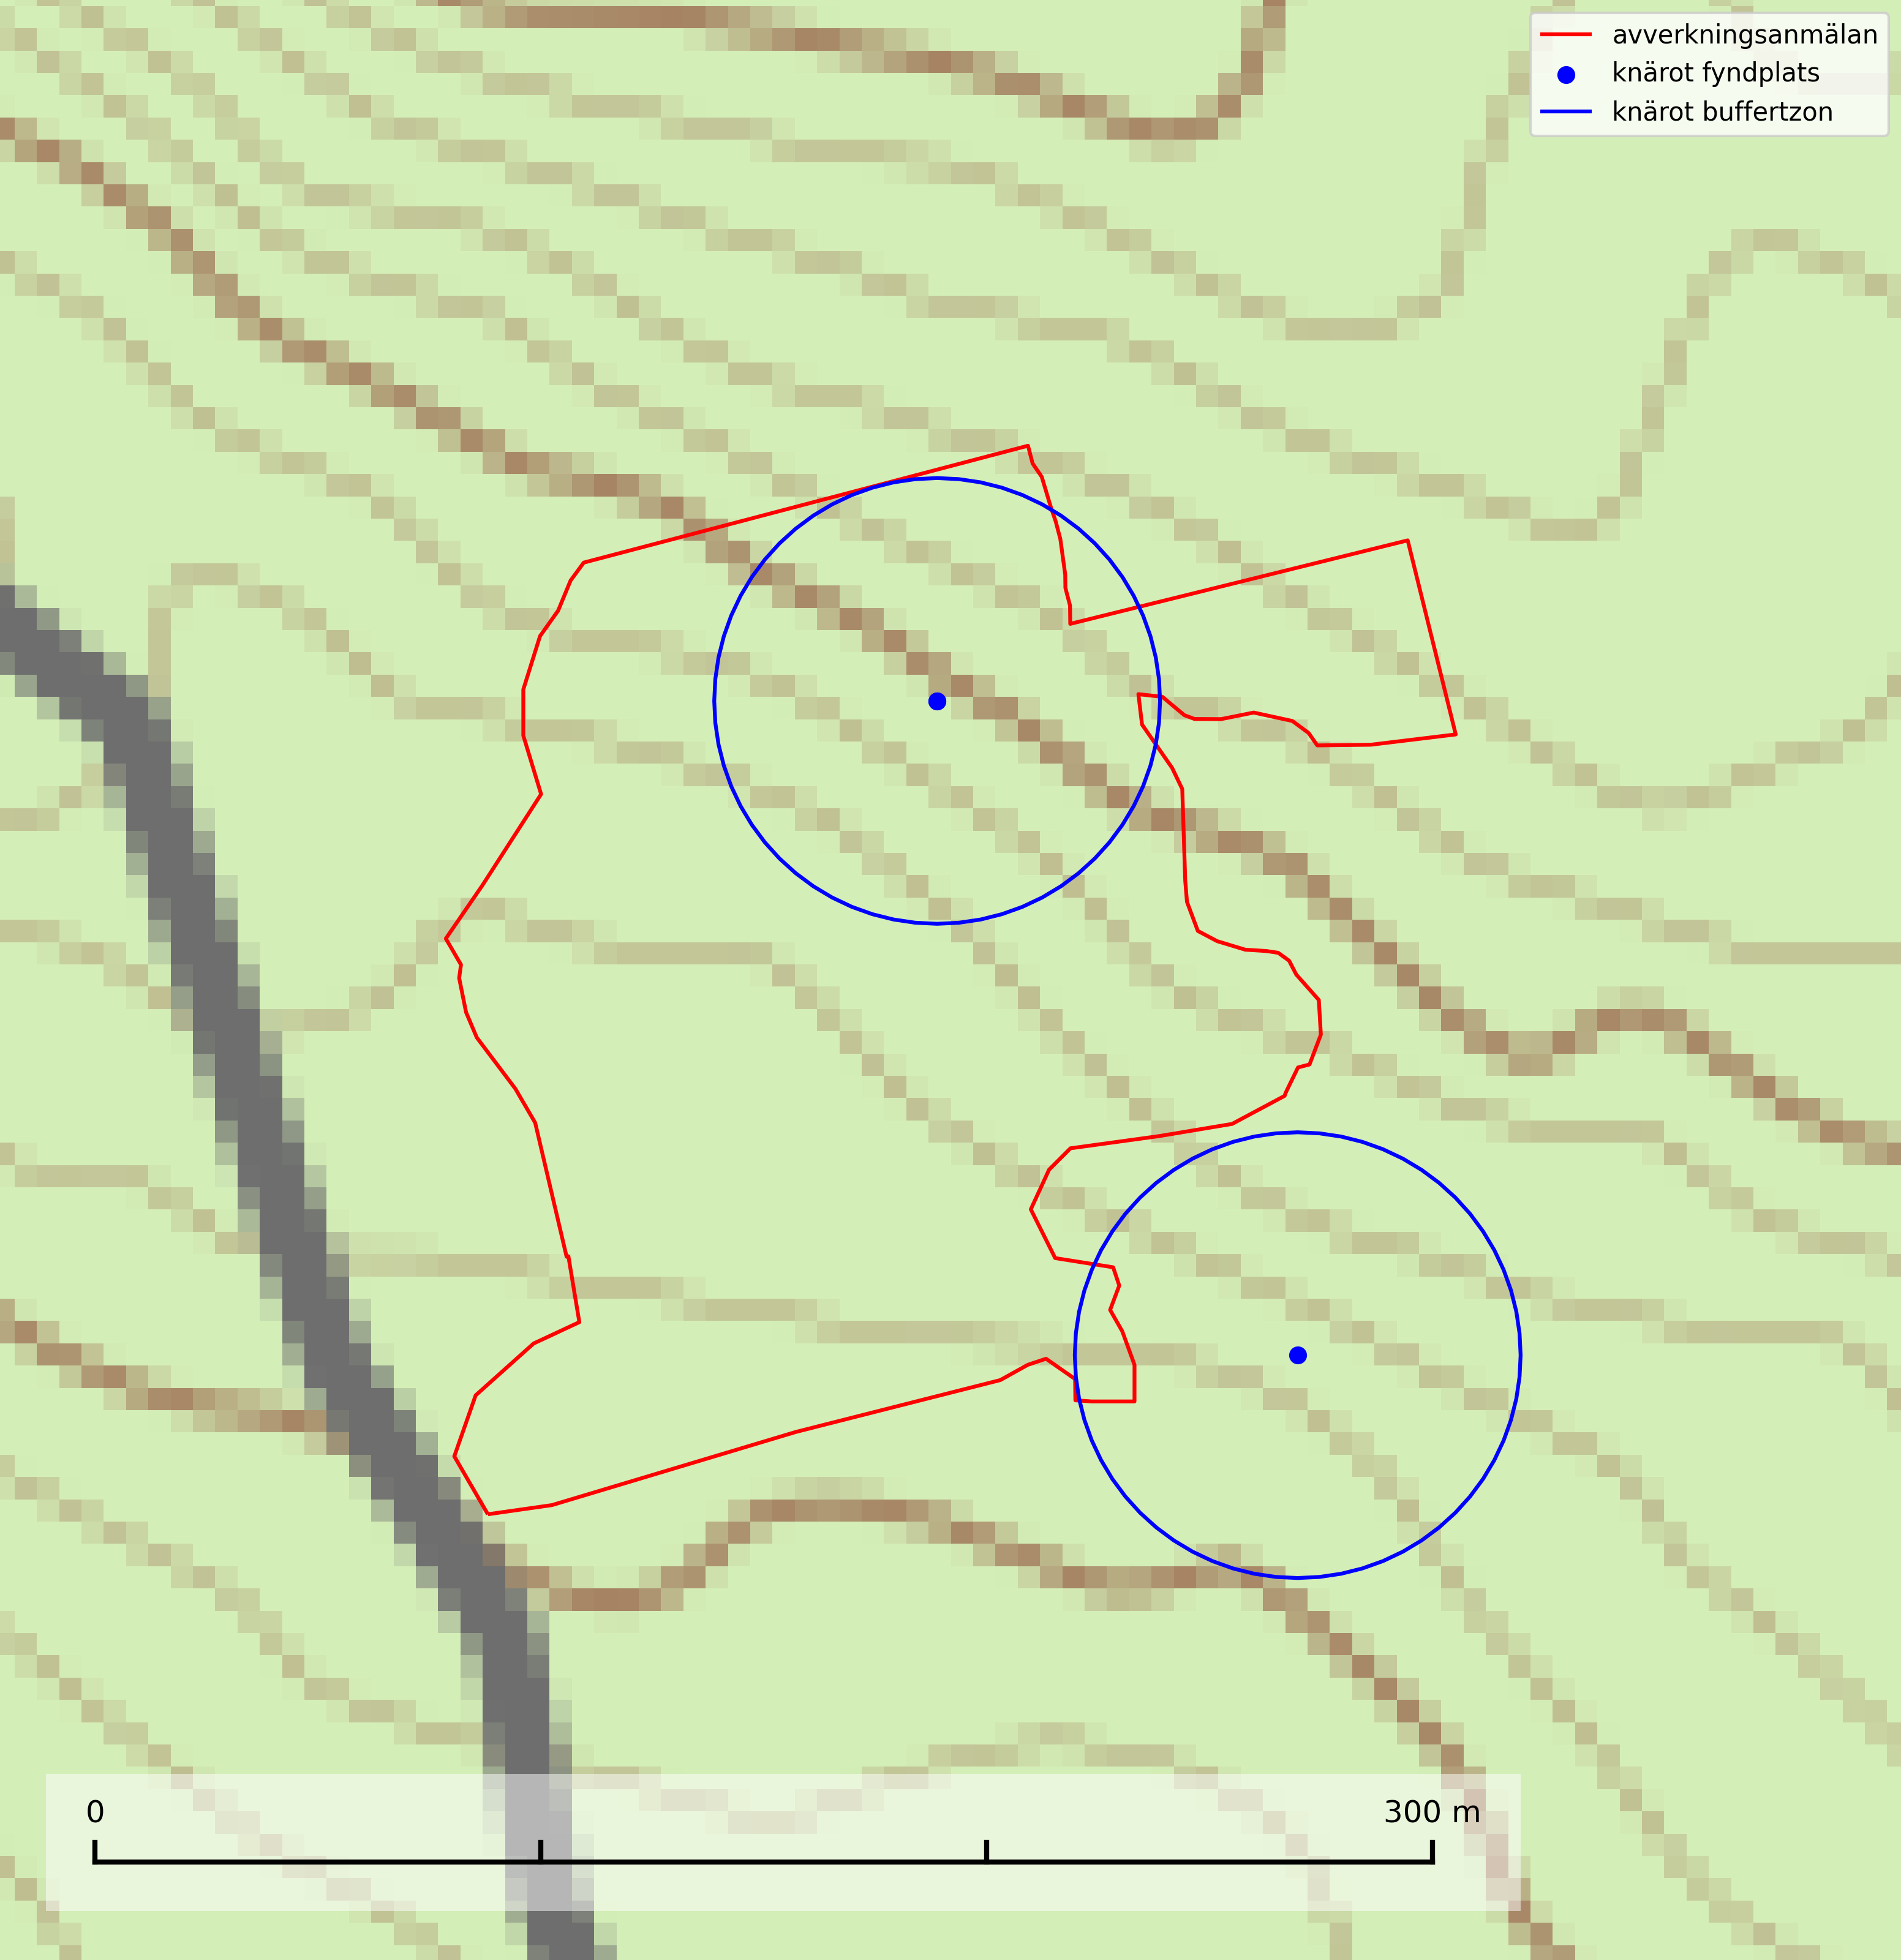 avverkningsanmälan
knärot fyndplats
knärot buffertzon
0 300 m